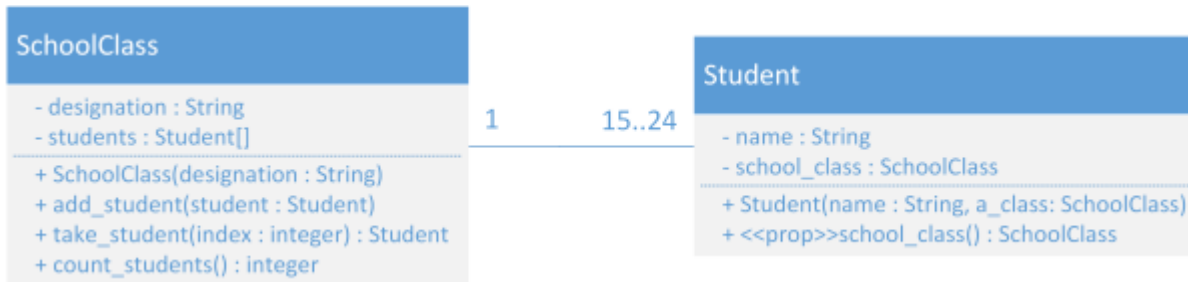 SchoolClass
- designation : String
- students : Student[]
+ SchoolClass(designation : String)
+ add_student(student : Student)
+ take_student(index : integer) : Student
+ count_students() : integer
1
15..24
Student
- name : String
- school_class : SchoolClass
+ Student(name : String, a_class: SchoolClass)
+ <<prop>>school_class() : SchoolClass